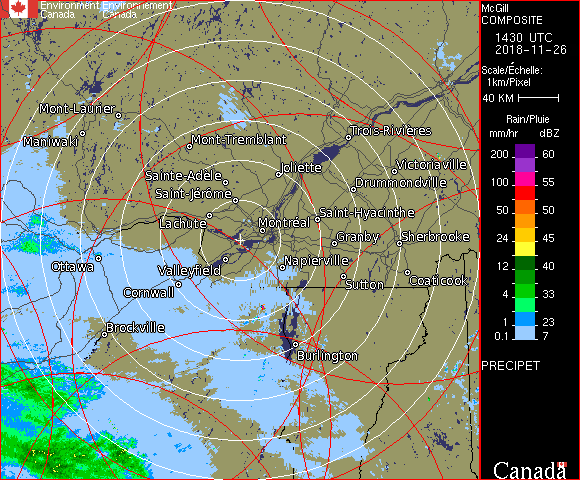 Environment Environnement
Canada Canada
McGill
COMPOSITE
1430 UTC
2018-11-26
Scale/Échelle:
1km/Pixel
40 KM
Rain/Pluie
mm/hr dBZ
200 60
150 55
100 55
50 50
24 45
12 40
4 33
1 23
0.1 7
PRECIPET
Canada
Mont-Laurier
Maniwaki
Mont-Tremblant
Trois-Rivières
Sainte-Adèle
Joliette
Victoriaville
Saint-Jérôme
Drummondville
Lachute
Montréal
Saint-Hyacinthe
Granby
Sherbrooke
Ottawa
Valleyfield
Napierville
Cornwall
Sutton
Coaticook
Brockville
Burlington